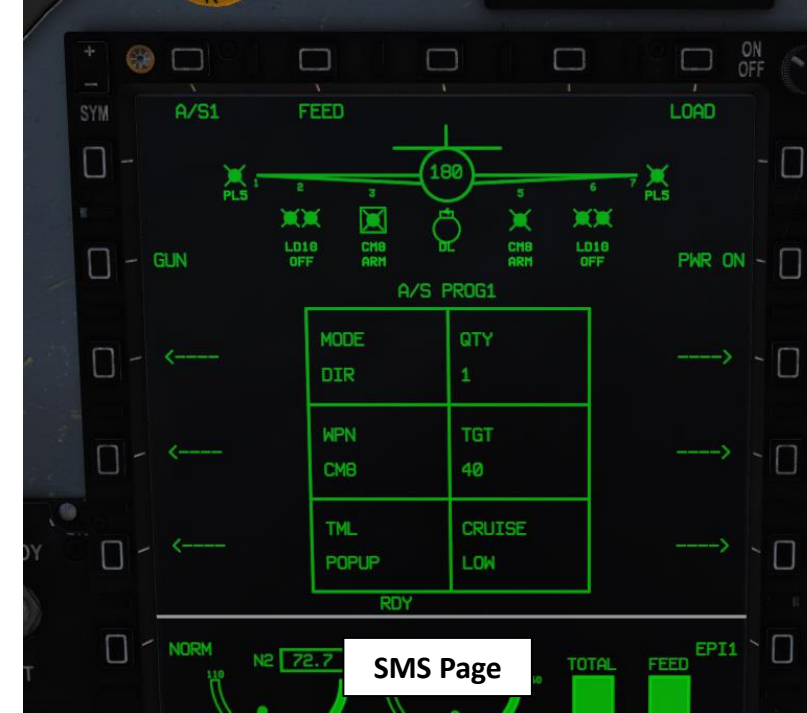 ON
OFF
+
-
SYM
A/S1 FEED LOAD
180
1 2 3 5 6 7
PL5 PL5
LD10 CM8 DL CM8 LD10
OFF ARM ARM OFF
GUN PWR ON
A/S PROG1
MODE QTY
DIR 1
<---- ---->
WPN TGT
CM8 40
<---- ---->
TML CRUISE
POPUP LOW
<---- ---->
RDY
NORM EPI1
N2 72.7
SMS Page
TOTAL FEED
110